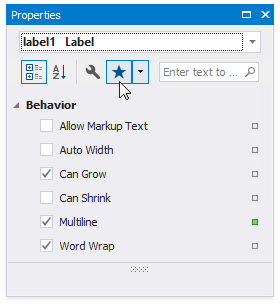 Properties
label1 Label
Enter text to ...
Behavior
Allow Markup Text
Auto Width
Can Grow
Can Shrink
Multiline
Word Wrap